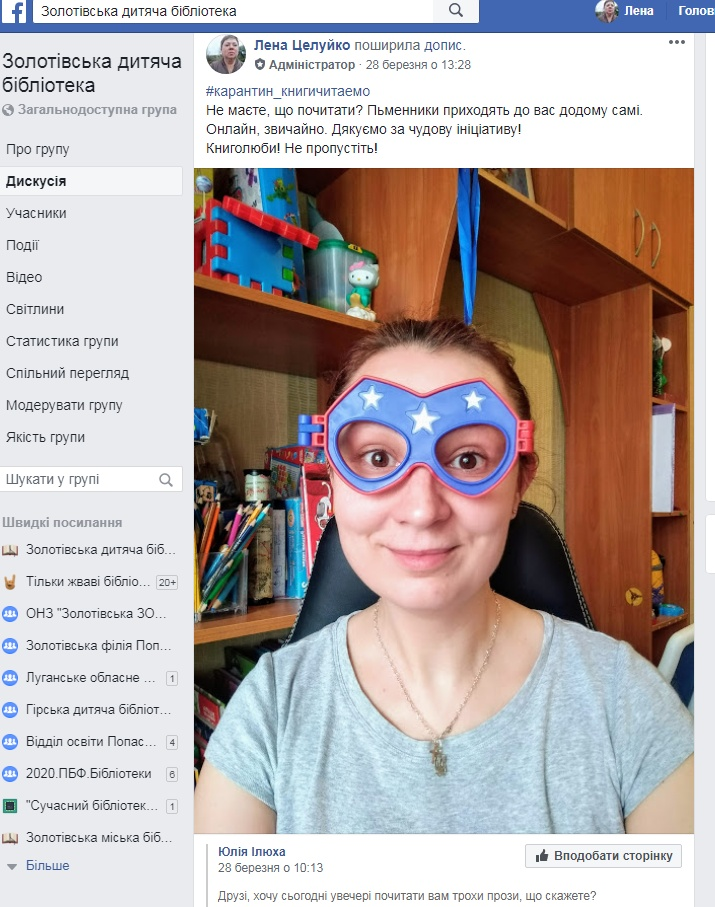 Золотівська дитяча бібліотека
Лена
Голові
Золотівська дитяча
бібліотека
Загальнодоступна група
Про групу
Дискусія
Учасники
Події
Відео
Світлини
Статистика групи
Спільний перегляд
Модерувати групу
Якість групи
Шукати у групі
Швидкі посилання
Золотівська дитяча біб...
Тільки жваві бібліо... 20+
ОНЗ "Золотівська ЗО...
Золотівська філія Поп...
Луганське обласне ... 1
Гірська дитяча бібліот...
Відділ освіти Попас... 4
2020.ПБФ.Бібліотеки 6
"Сучасний бібліотек... 1
Золотівська міська біб...
Більше
Лена Целуйко поширила допис.
Адміністратор · 28 березня о 13:28
#карантин_книгичитаемо
Не маєте, що почитати? Пьменники приходять до вас додому самі.
Онлайн, звичайно. Дякуємо за чудову ініціативу!
Книголюби! Не пропустіть!
Юлія Ілюха
28 березня о 10:13
Вподобати сторінку
Друзі, хочу сьогодні увечері почитати вам трохи прози, що скажете?